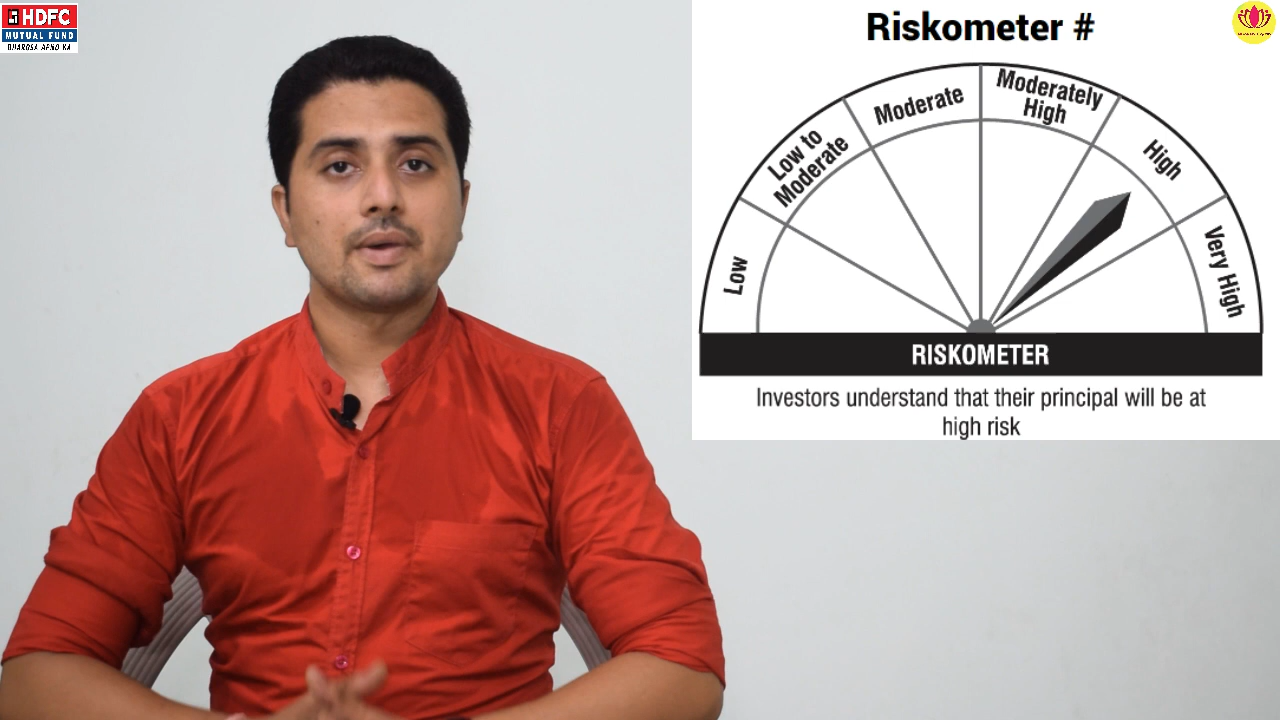 HDFC
MUTUAL FUND
BHAROSA APNO KA
Riskometer #
Low
Low to
Moderate
Moderate
Moderately
High
High
Very High
RISKOMETER
Investors understand that their principal will be at
high risk